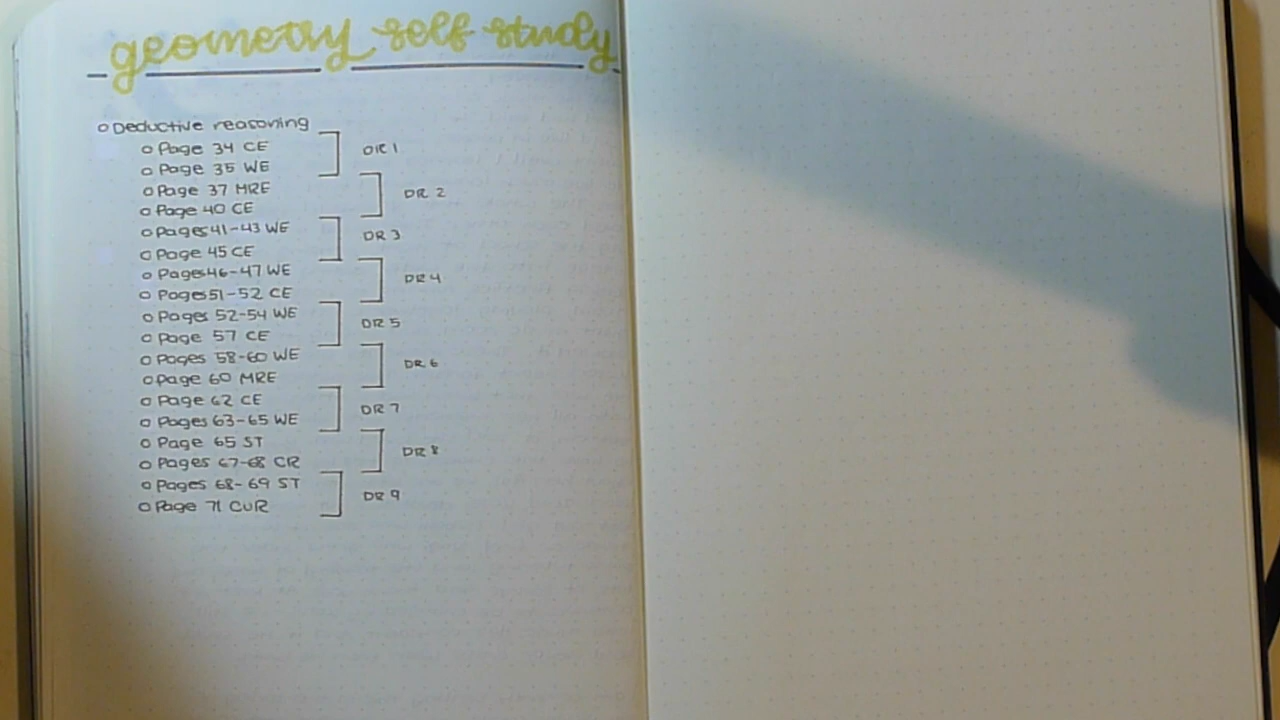 geometry self study
Deductive reasoning
Page 34 CE
Page 35 WE
DR 1
Page 37 MRE
Page 40 CE
DR 2
Pages 41-43 WE
Page 45 CE
DR 3
Pages 46-47 WE
Pages 51-52 CE
DR 4
Pages 52-54 WE
Page 57 CE
DR 5
Pages 58-60 WE
Page 60 MRE
DR 6
Page 62 CE
Pages 63-65 WE
DR 7
Page 65 ST
Pages 67-68 CR
DR 8
Pages 68-69 ST
Page 71 CUR
DR 9